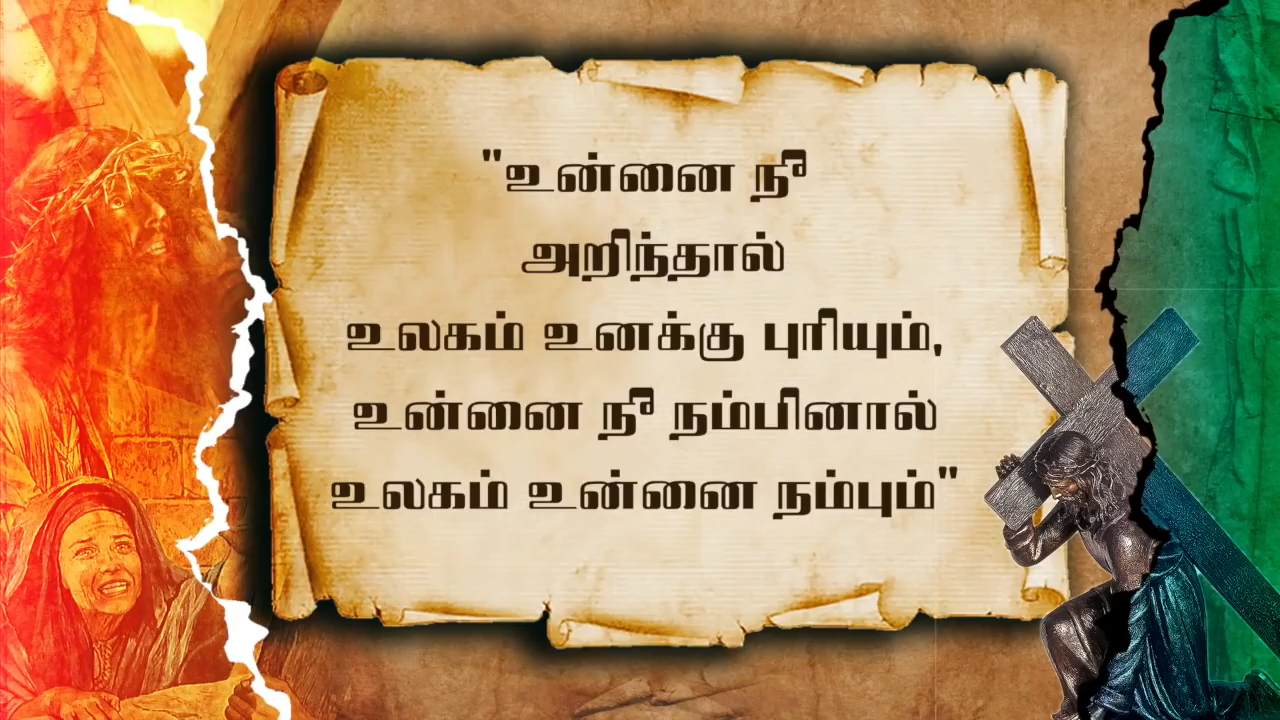 "உன்னை நீ
அறிந்தால்
உலகம் உனக்கு புரியும்,
உன்னை நீ நம்பினால்
உலகம் உன்னை நம்பும்"